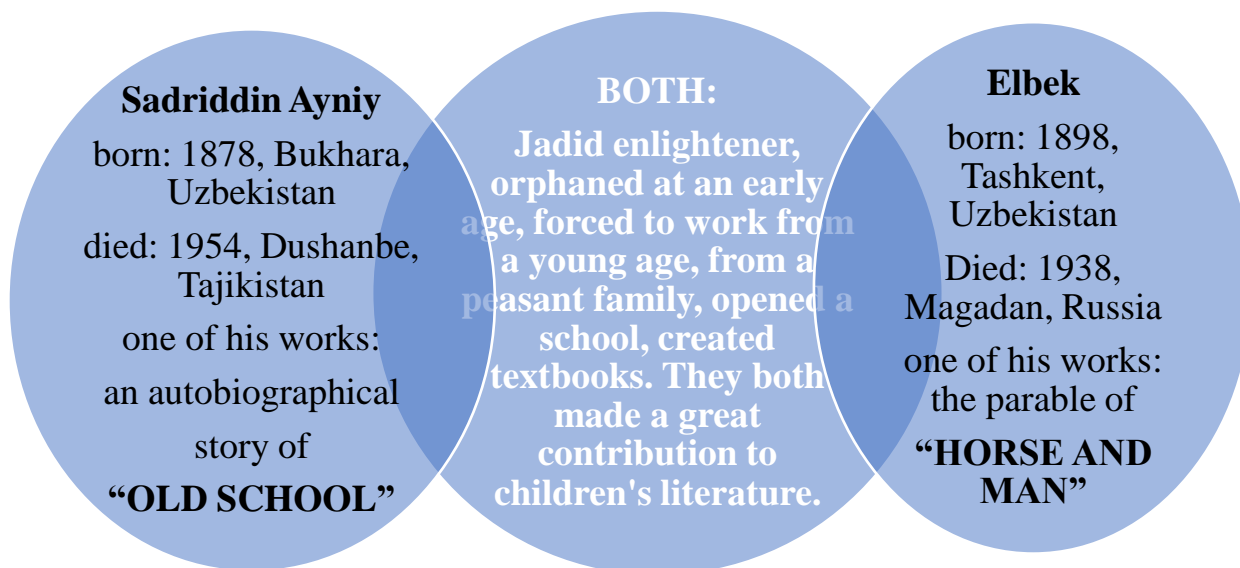 Sadriddin Ayniy
born: 1878, Bukhara,
Uzbekistan
died: 1954, Dushanbe,
Tajikistan
one of his works:
an autobiographical
story of
“OLD SCHOOL”
BOTH:
Jadid enlightener,
orphaned at an early
age, forced to work from
a young age, from a
peasant family, opened a
school, created
textbooks. They both
made a great
contribution to
children's literature.
Elbek
born: 1898,
Tashkent,
Uzbekistan
Died: 1938,
Magadan, Russia
one of his works:
the parable of
“HORSE AND
MAN”